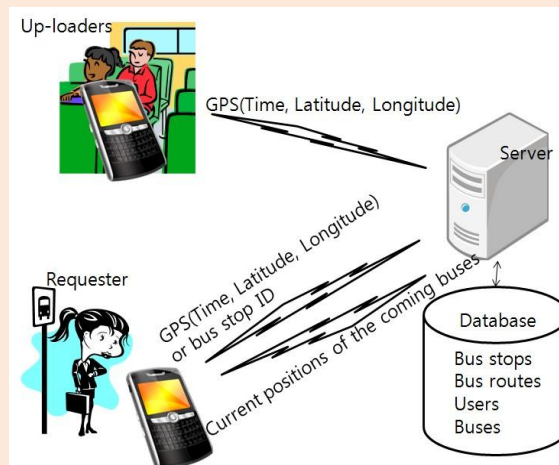 Up-loaders
GPS(Time, Latitude, Longitude)
Server
Requester
GPS(Time, Latitude, Longitude)
or bus stop ID
Current positions of the coming buses
Database
Bus stops
Bus routes
Users
Buses